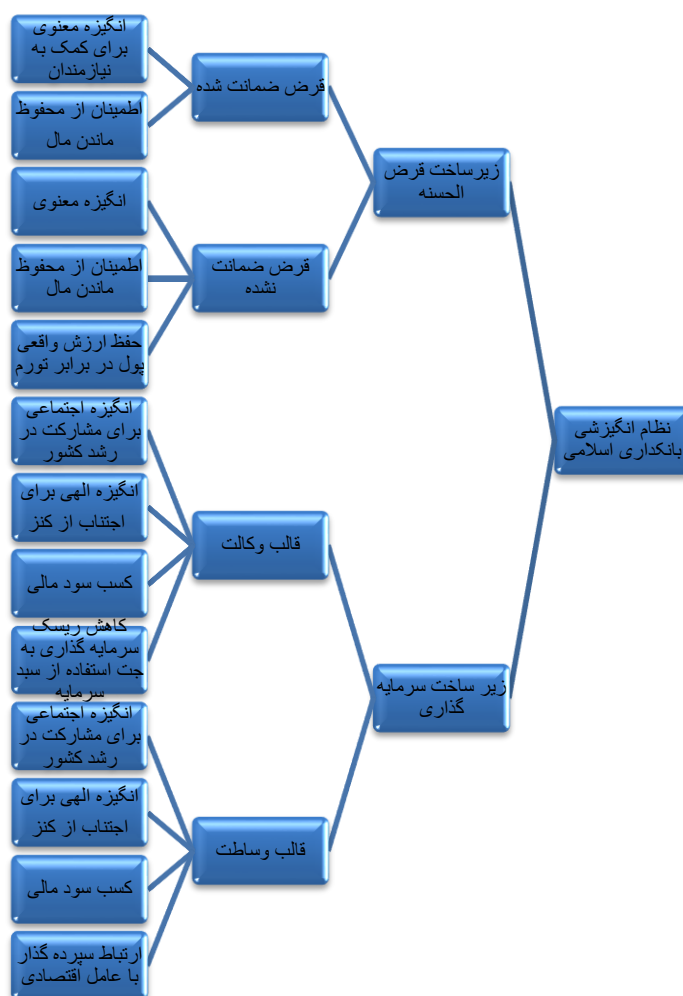 نظام انگیزشی
بانکداری اسلامی
زیرساخت قرض
الحسنه
قرض ضمانت شده
انگیزه معنوی
برای کمک به
نیازمندان
اطمینان از محفوظ
ماندن مال
قرض ضمانت
نشده
انگیزه معنوی
اطمینان از محفوظ
ماندن مال
حفظ ارزش واقعی
پول در برابر تورم
زیر ساخت سرمایه
گذاری
قالب وکالت
انگیزه اجتماعی
برای مشارکت در
رشد کشور
انگیزه الهی برای
اجتناب از کنز
کسب سود مالی
کاهش ریسک
سرمایه گذاری به
جت استفاده از سبد
سرمایه
قالب وساطت
انگیزه اجتماعی
برای مشارکت در
رشد کشور
انگیزه الهی برای
اجتناب از کنز
کسب سود مالی
ارتباط سپرده گذار
با عامل اقتصادی